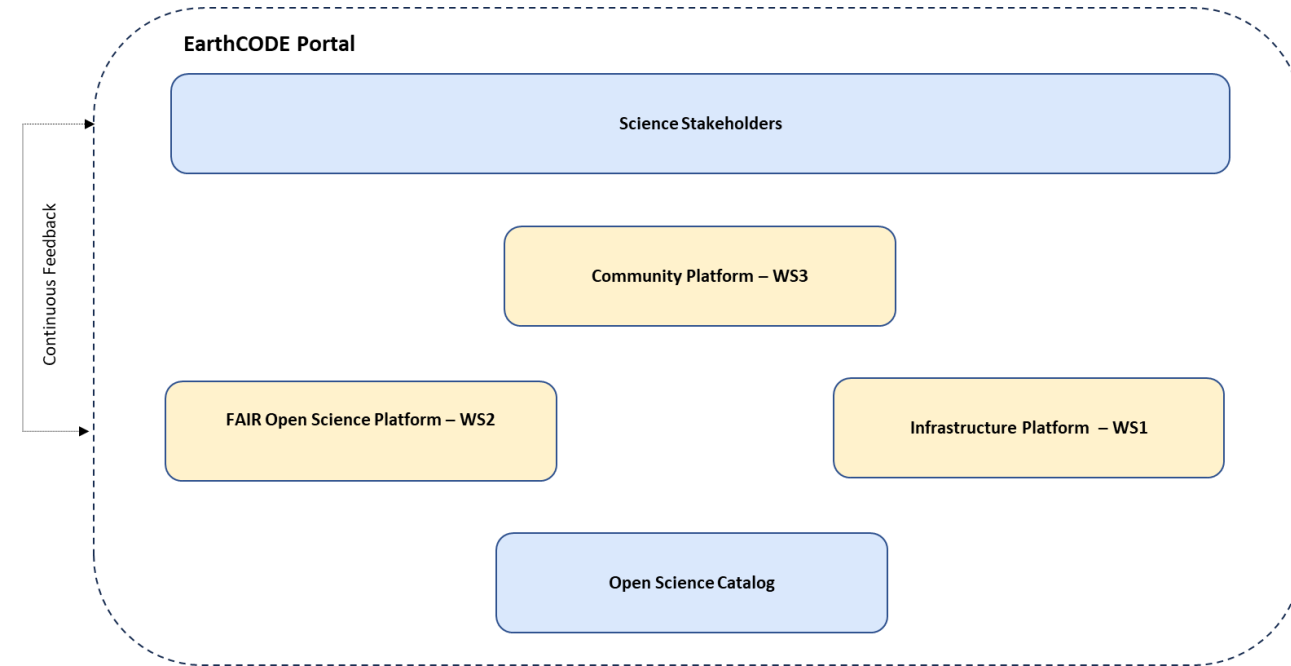 EarthCODE Portal
Science Stakeholders
Continuous Feedback
Community Platform – WS3
FAIR Open Science Platform – WS2
Infrastructure Platform – WS1
Open Science Catalog